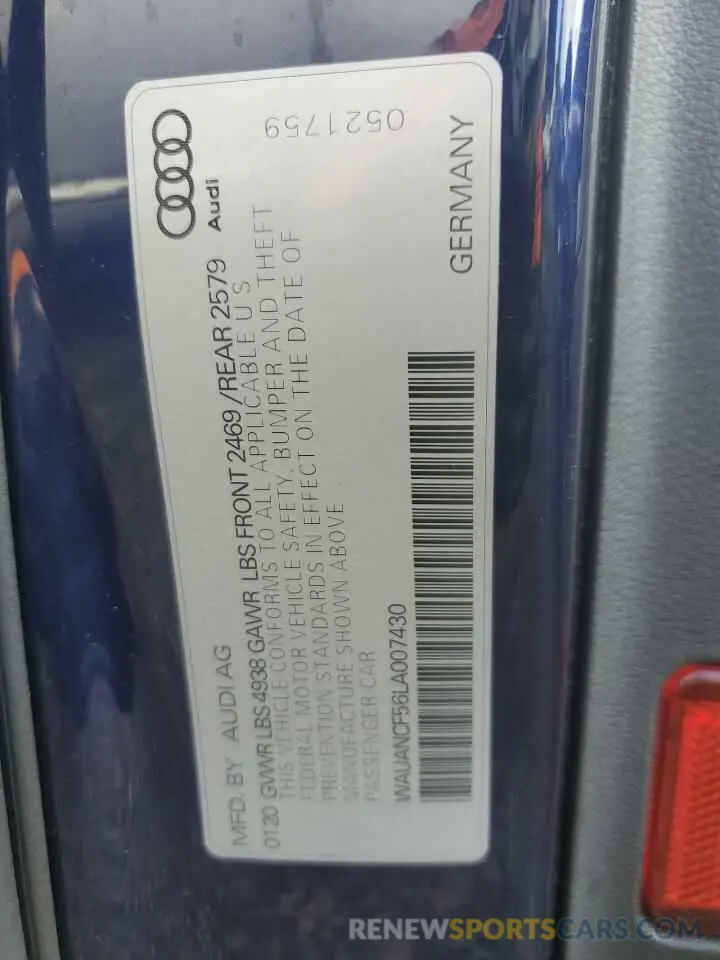 MFD. BY AUDI AG
Audi
0120 GVWR LBS 4938 GAWR LBS FRONT 2469 /REAR 2579
THIS VEHICLE CONFORMS TO ALL APPLICABLE U S
FEDERAL MOTOR VEHICLE SAFETY, BUMPER AND THEFT
PREVENTION STANDARDS IN EFFECT ON THE DATE OF
MANUFACTURE SHOWN ABOVE
PASSENGER CAR
0521759
WAUANCF56LA007430
GERMANY
RENEWSPORTSCARS.COM